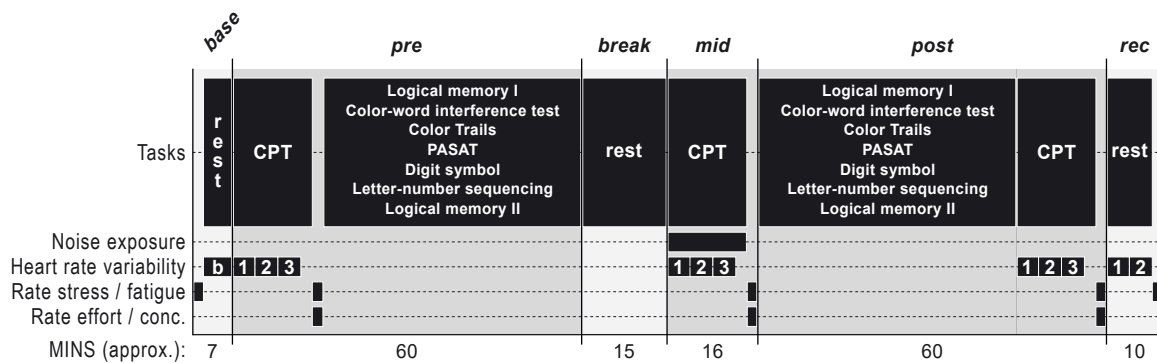 base pre break mid post rec
Tasks
rest
CPT
Logical memory I
Color-word interference test
Color Trails
PASAT
Digit symbol
Letter-number sequencing
Logical memory II
rest
CPT
Logical memory I
Color-word interference test
Color Trails
PASAT
Digit symbol
Letter-number sequencing
Logical memory II
CPT
rest
Noise exposure
Heart rate variability b 1 2 3 1 2 3 1 2 3 1 2
Rate stress / fatigue
Rate effort / conc.
MINS (approx.): 7 60 15 16 60 10